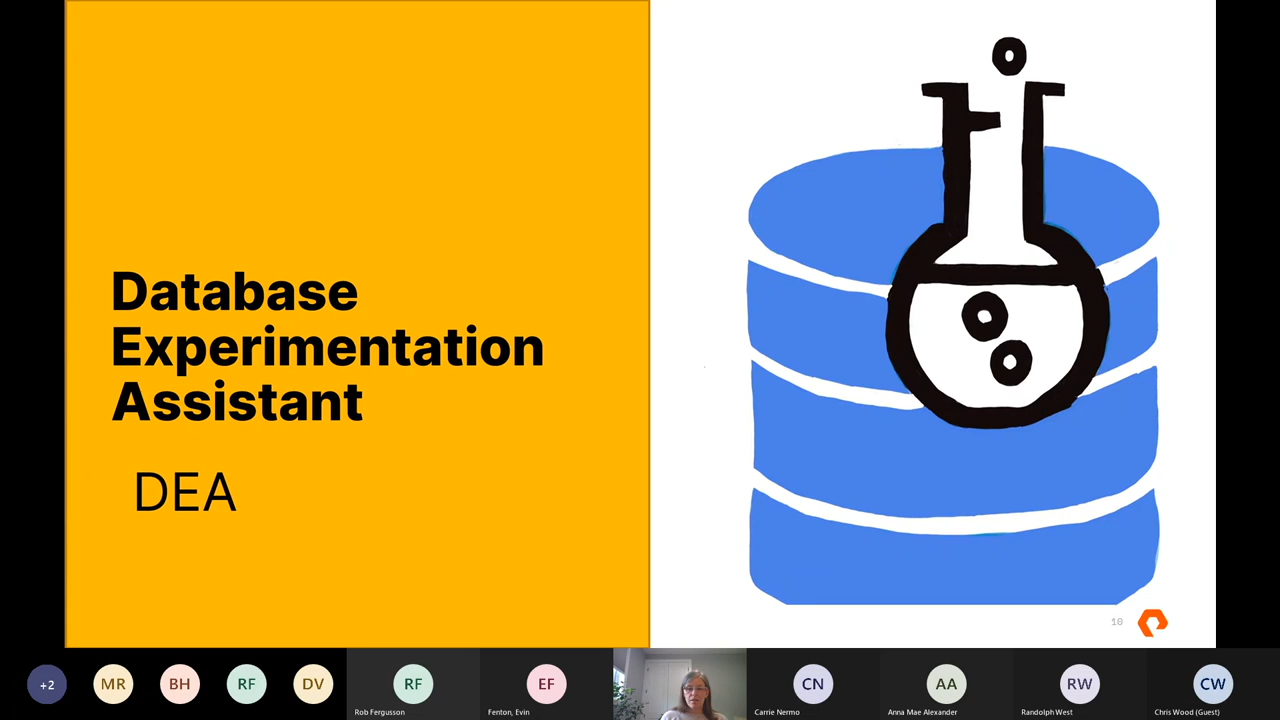 Database
Experimentation
Assistant
DEA
10
+2
MR
BH
RF
DV
RF
Rob Fergusson
EF
Fenton, Evin
CN
Carrie Nermo
AA
Anna Mae Alexander
RW
Randolph West
CW
Chris Wood (Guest)